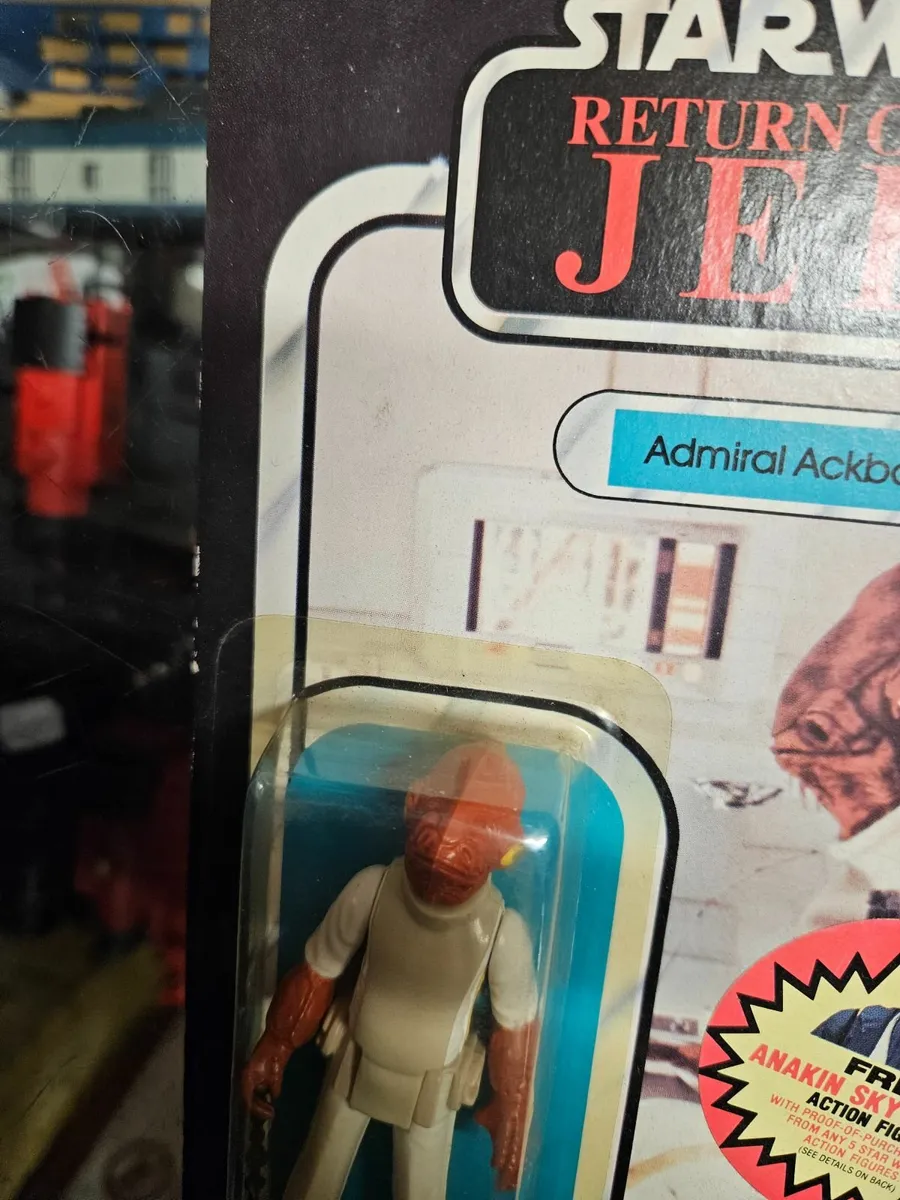 STAR W
RETURN O
JE
Admiral Ackba
FRE
ANAKIN SKY
ACTION FIG
WITH PROOF-OF-PURCH
FROM ANY 5 STAR W
ACTION FIGURES
(SEE DETAILS ON BACK)